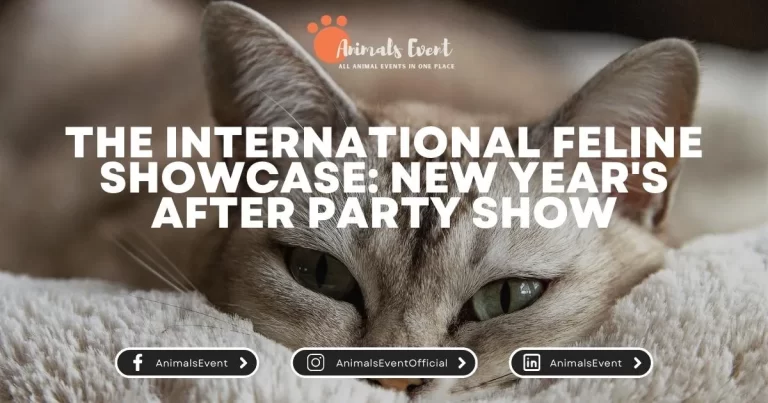 Animals Event
ALL ANIMAL EVENTS IN ONE PLACE
THE INTERNATIONAL FELINE
SHOWCASE: NEW YEAR'S
AFTER PARTY SHOW
AnimalsEvent
AnimalsEventOfficial
AnimalsEvent